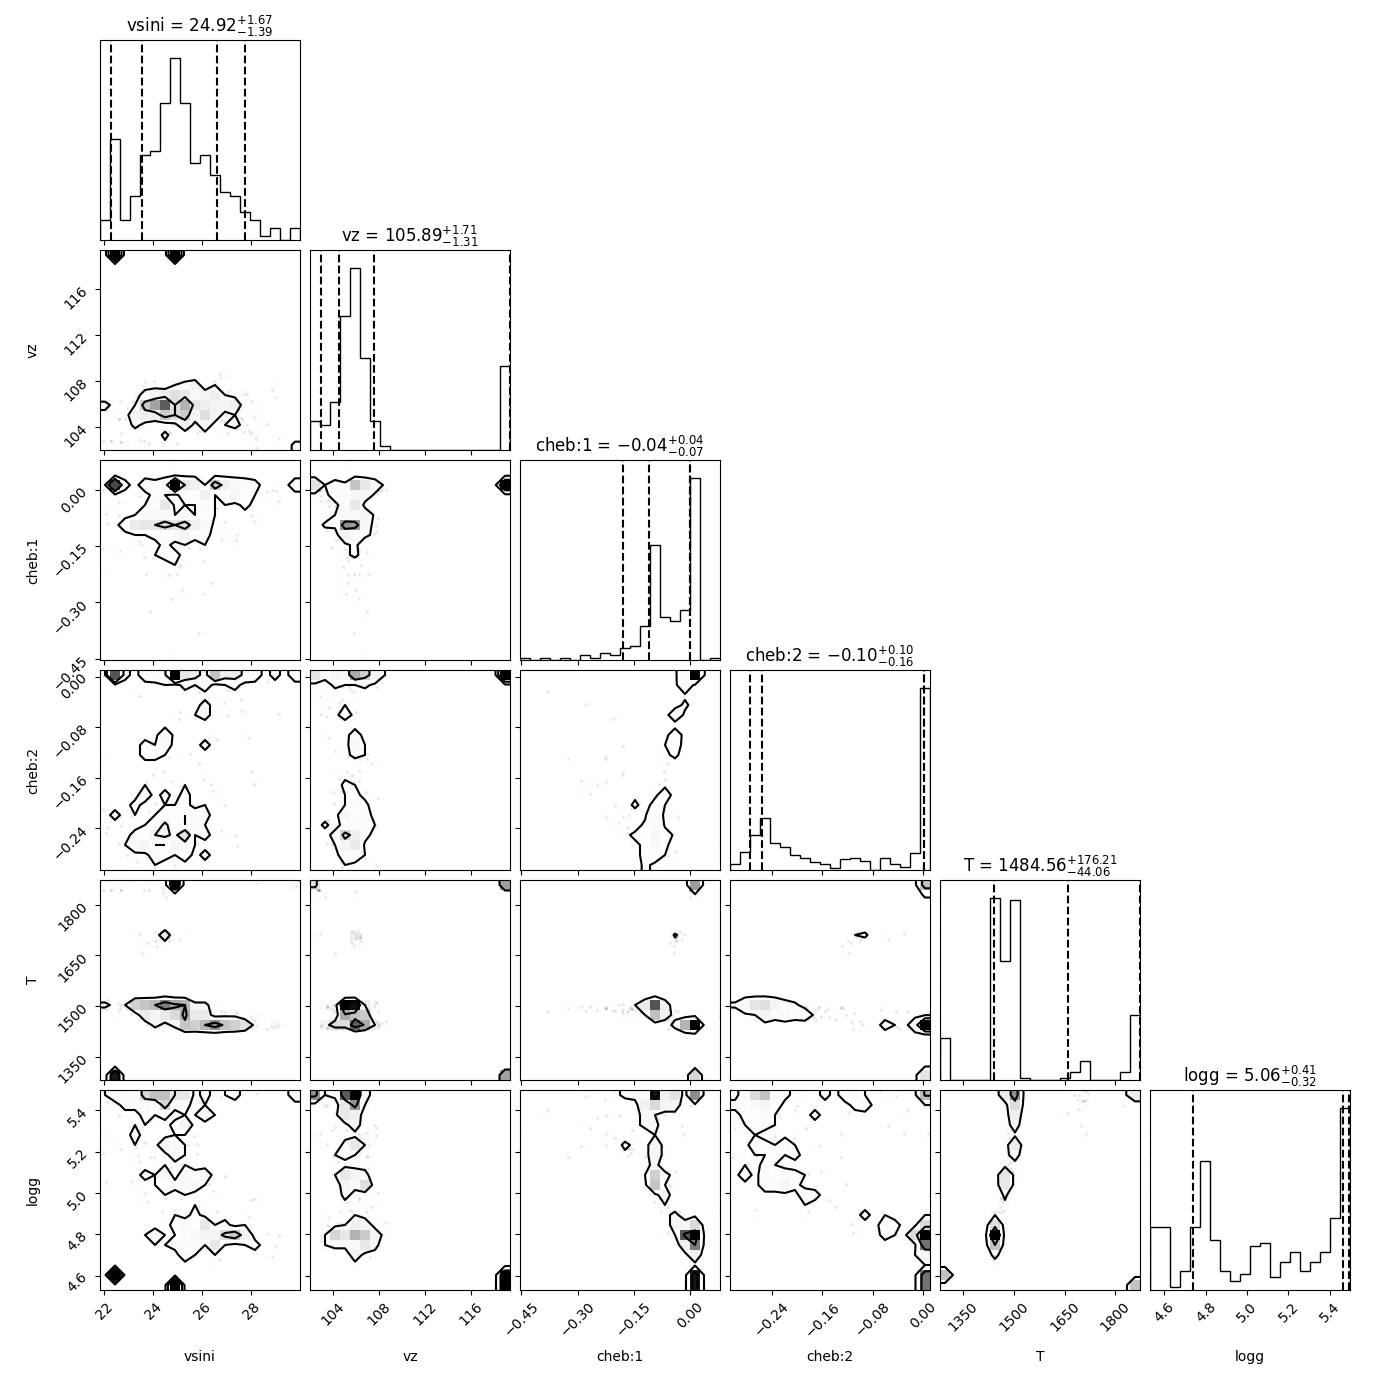 vsini = 24.92+1.67−1.39
vz = 105.89+1.71−1.31
116
112
108
104
vz
cheb:1 = −0.04+0.04−0.07
0.00
−0.15
−0.30
−0.45
cheb:1
cheb:2 = −0.10+0.10−0.16
0.00
−0.08
−0.16
−0.24
cheb:2
T = 1484.56+176.21−44.06
1800
1650
1500
1350
T
logg = 5.06+0.41−0.32
5.4
5.2
5.0
4.8
4.6
logg
22 24 26 28
104 108 112 116
−0.45 −0.30 −0.15 0.00
−0.24 −0.16 −0.08 0.00
1350 1500 1650 1800
4.6 4.8 5.0 5.2 5.4
vsini vz cheb:1 cheb:2 T logg